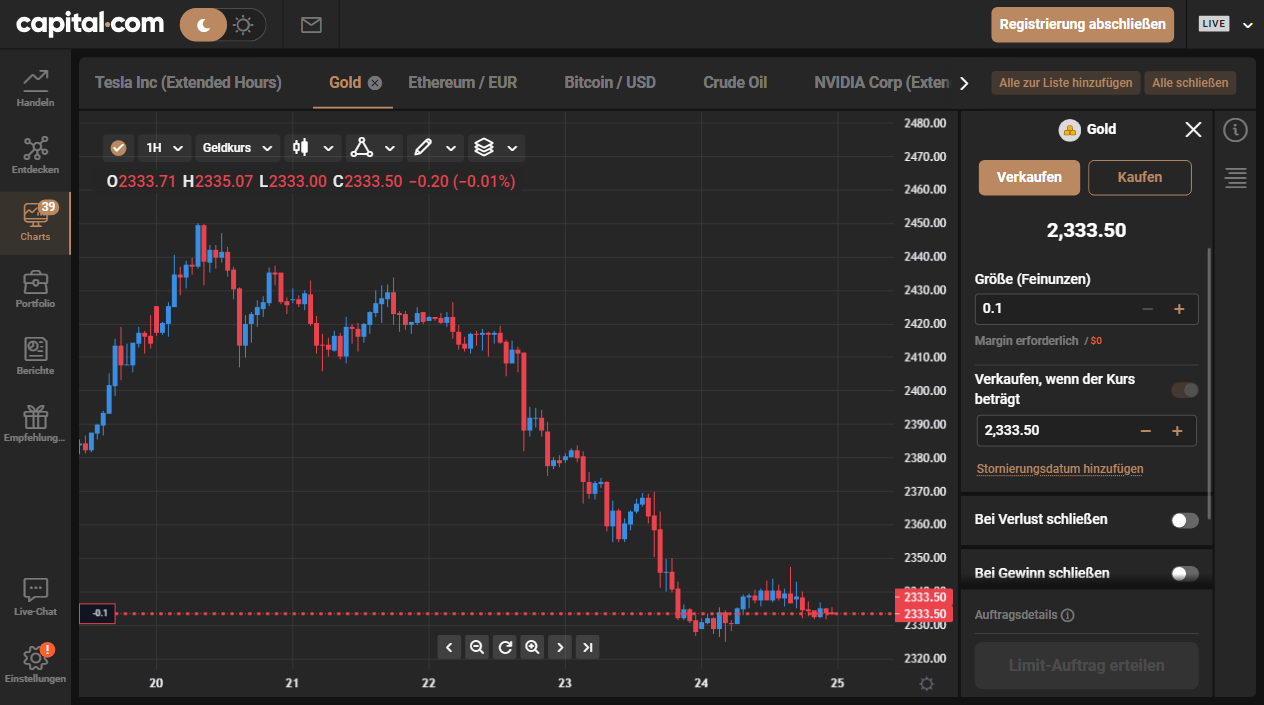 capital.com
Registrierung abschließen
LIVE
Handeln
Entdecken
39
Charts
Portfolio
Berichte
Empfehlung...
Live-Chat
!
Einstellungen
Tesla Inc (Extended Hours)
Gold
Ethereum / EUR
Bitcoin / USD
Crude Oil
NVIDIA Corp (Exten
Alle zur Liste hinzufügen
Alle schließen
1H
Geldkurs
O2333.71 H2335.07 L2333.00 C2333.50 −0.20 (−0.01%)
2480.00
2470.00
2460.00
2450.00
2440.00
2430.00
2420.00
2410.00
2400.00
2390.00
2380.00
2370.00
2360.00
2350.00
2340.00
2333.50
2333.50
2330.00
2320.00
-0.1
20 21 22 23 24 25
Gold
Verkaufen
Kaufen
2,333.50
Größe (Feinunzen)
0.1
Margin erforderlich / $0
Verkaufen, wenn der Kurs
beträgt
2,333.50
Stornierungsdatum hinzufügen
Bei Verlust schließen
Bei Gewinn schließen
Auftragsdetails
Limit-Auftrag erteilen